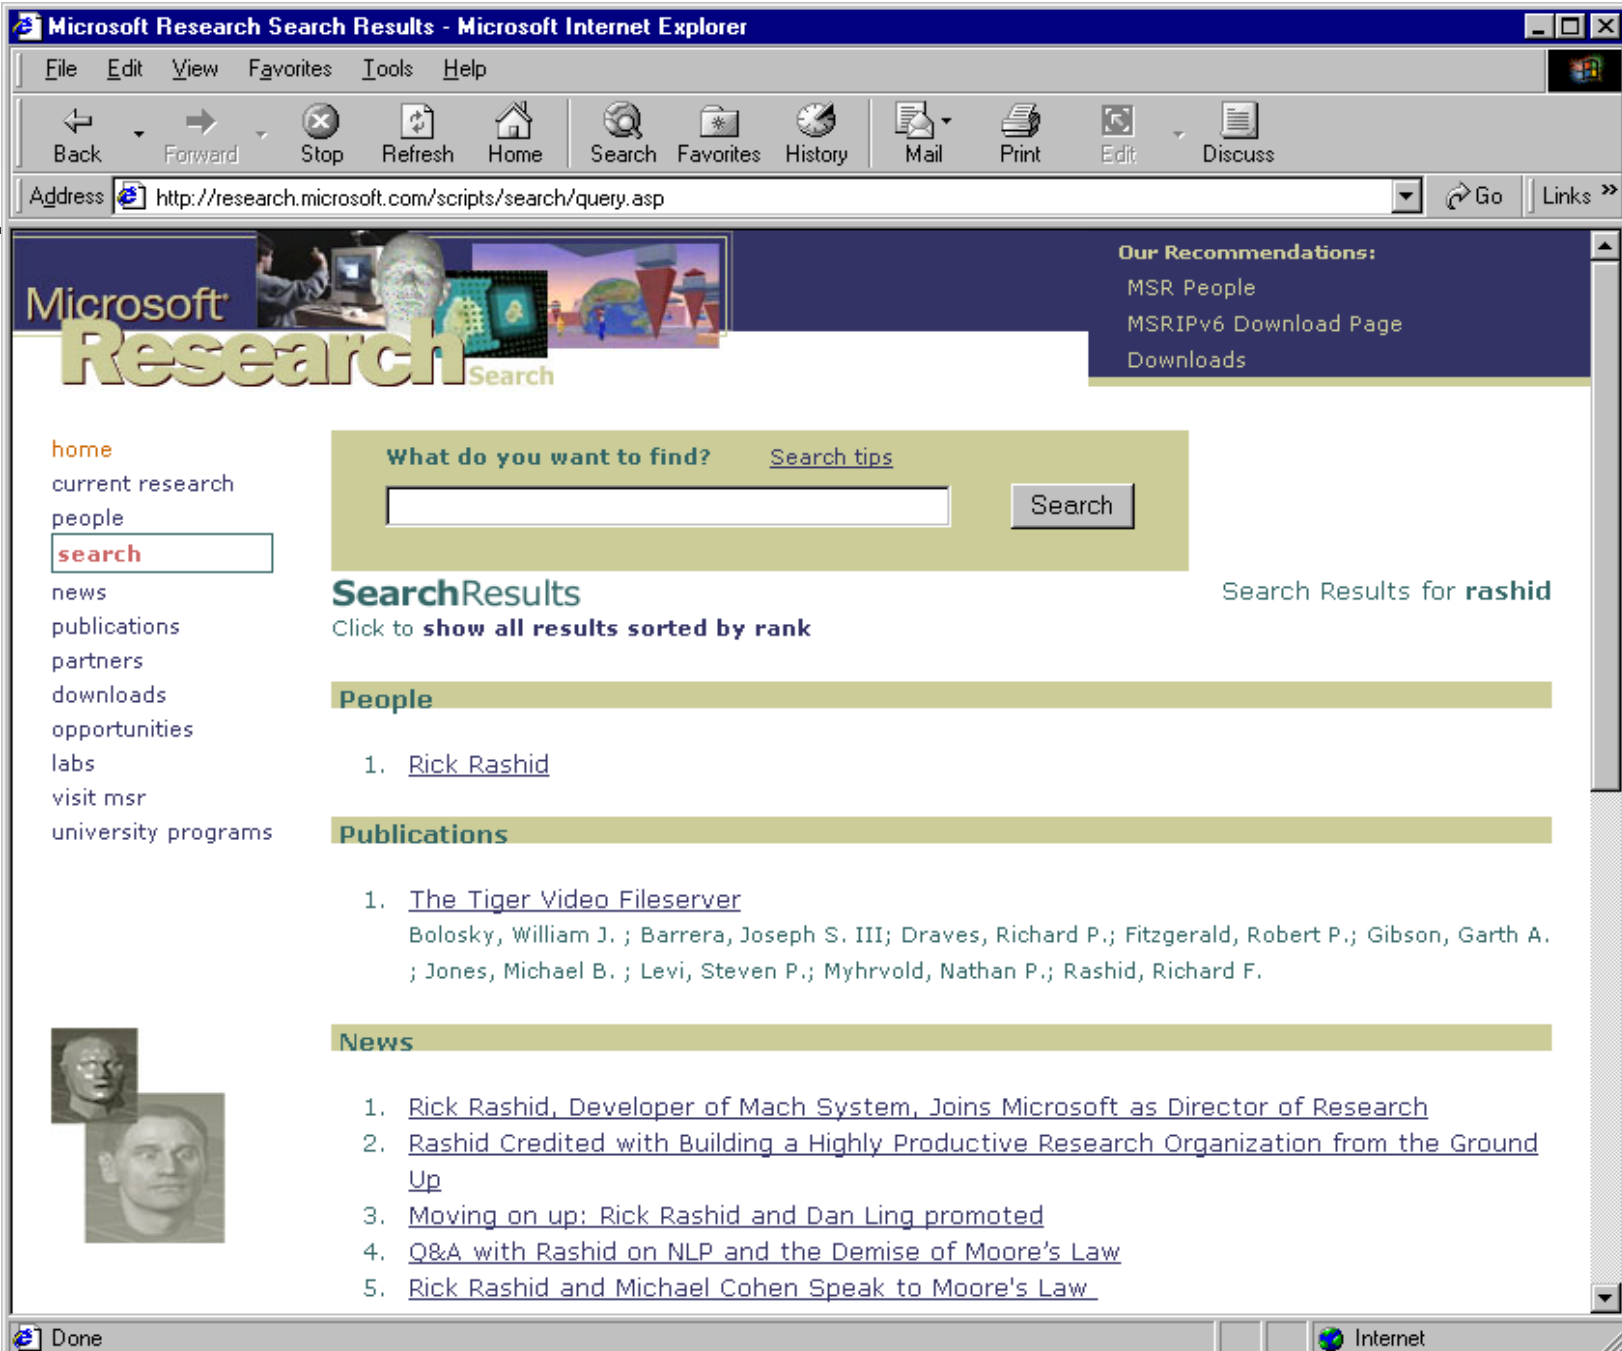 Microsoft Research Search Results - Microsoft Internet Explorer
File Edit View Favorites Tools Help
Back Forward Stop Refresh Home Search Favorites History Mail Print Edit Discuss
Address http://research.microsoft.com/scripts/search/query.asp Go Links »
Microsoft
Research
Search
Our Recommendations:
MSR People
MSRIPv6 Download Page
Downloads
home
current research
people
search
news
publications
partners
downloads
opportunities
labs
visit msr
university programs
What do you want to find? Search tips
Search
SearchResults
Search Results for rashid
Click to show all results sorted by rank
People
1. Rick Rashid
Publications
1. The Tiger Video Fileserver
Bolosky, William J. ; Barrera, Joseph S. III; Draves, Richard P.; Fitzgerald, Robert P.; Gibson, Garth A.
; Jones, Michael B. ; Levi, Steven P.; Myhrvold, Nathan P.; Rashid, Richard F.
News
1. Rick Rashid, Developer of Mach System, Joins Microsoft as Director of Research
2. Rashid Credited with Building a Highly Productive Research Organization from the Ground
Up
3. Moving on up: Rick Rashid and Dan Ling promoted
4. Q&A with Rashid on NLP and the Demise of Moore's Law
5. Rick Rashid and Michael Cohen Speak to Moore's Law
Done Internet